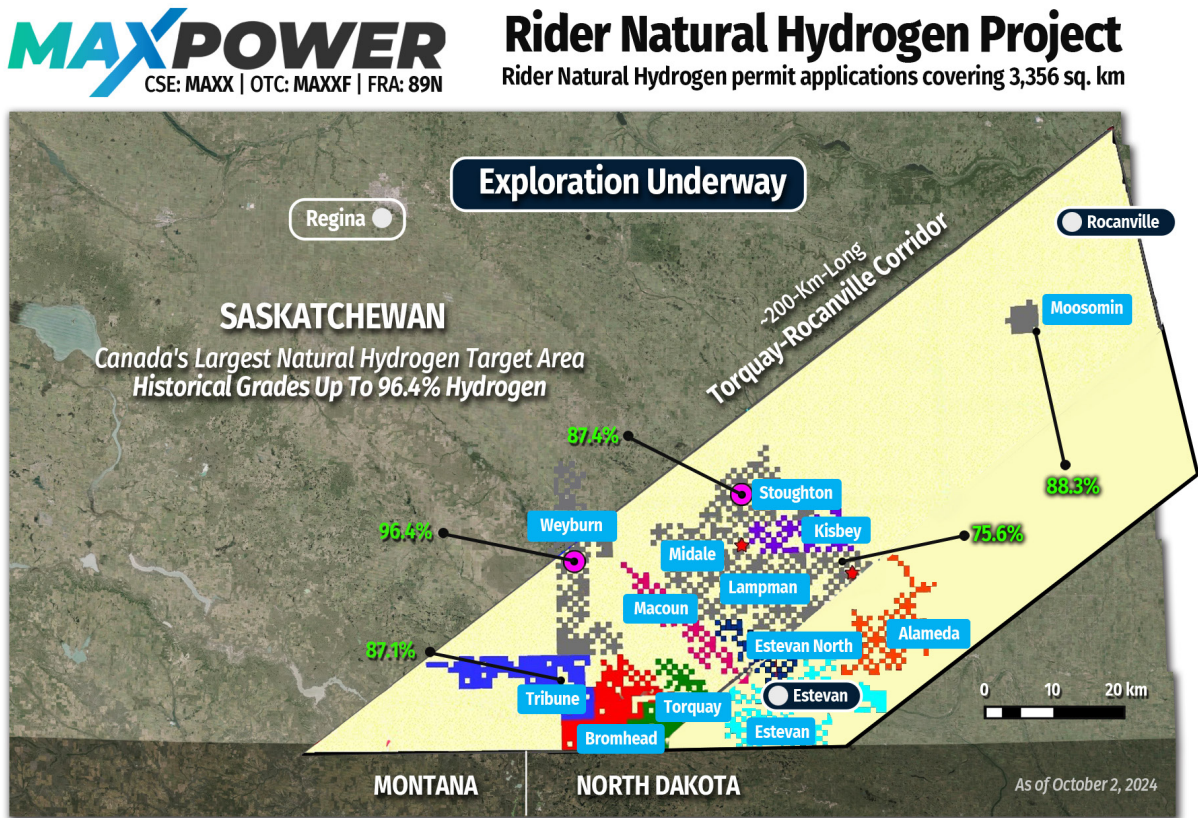 MAXPOWER
CSE: MAXX | OTC: MAXXF | FRA: 89N
Rider Natural Hydrogen Project
Rider Natural Hydrogen permit applications covering 3,356 sq. km
Exploration Underway
Regina
Rocanville
~200-Km-Long
Torquay-Rocanville Corridor
Moosomin
SASKATCHEWAN
Canada's Largest Natural Hydrogen Target Area
Historical Grades Up To 96.4% Hydrogen
87.4%
88.3%
Stoughton
Weyburn
96.4%
Kisbey
75.6%
Midale
Lampman
Macoun
Alameda
Estevan North
87.1%
Tribune
Torquay
Estevan
Bromhead
Estevan
0 10 20 km
MONTANA
NORTH DAKOTA
As of October 2, 2024